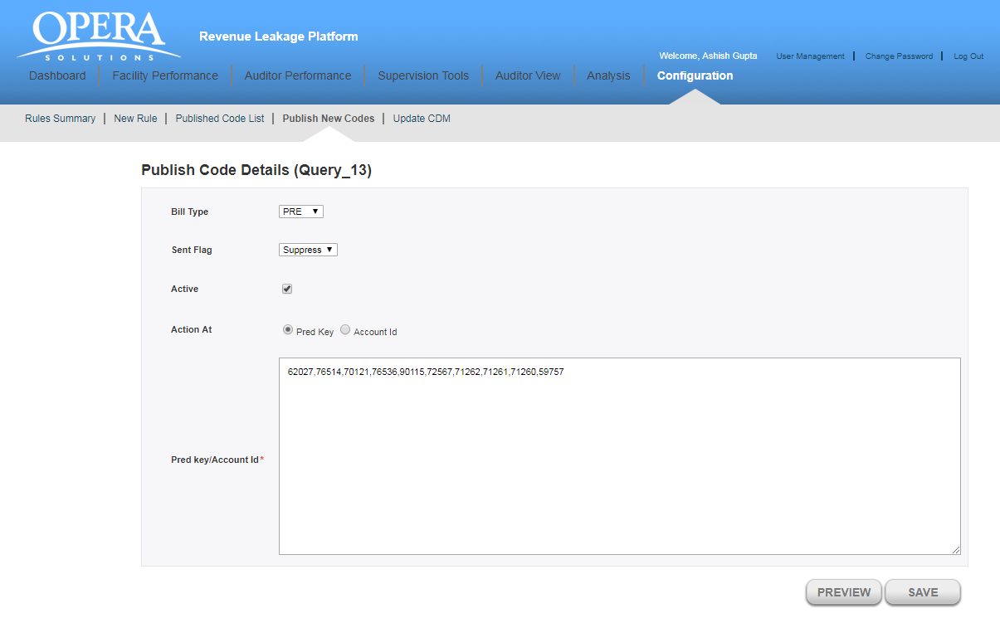 OPERA
SOLUTIONS
Revenue Leakage Platform
Welcome, Ashish Gupta User Management | Change Password | Log Out
Dashboard Facility Performance Auditor Performance Supervision Tools Auditor View Analysis Configuration
Rules Summary | New Rule | Published Code List | Publish New Codes | Update CDM
Publish Code Details (Query_13)
Bill Type PRE
Sent Flag Suppress
Active
Action At Pred Key Account Id
62027,76514,70121,76536,90115,72567,71262,71261,71260,59757
Pred key/Account Id*
PREVIEW SAVE